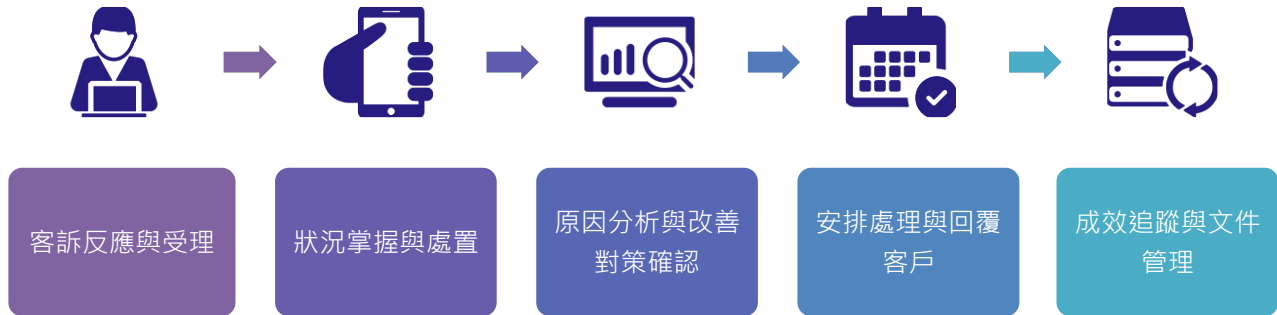 客訴反應與受理
狀況掌握與處置
原因分析與改善
對策確認
安排處理與回覆
客戶
成效追蹤與文件
管理